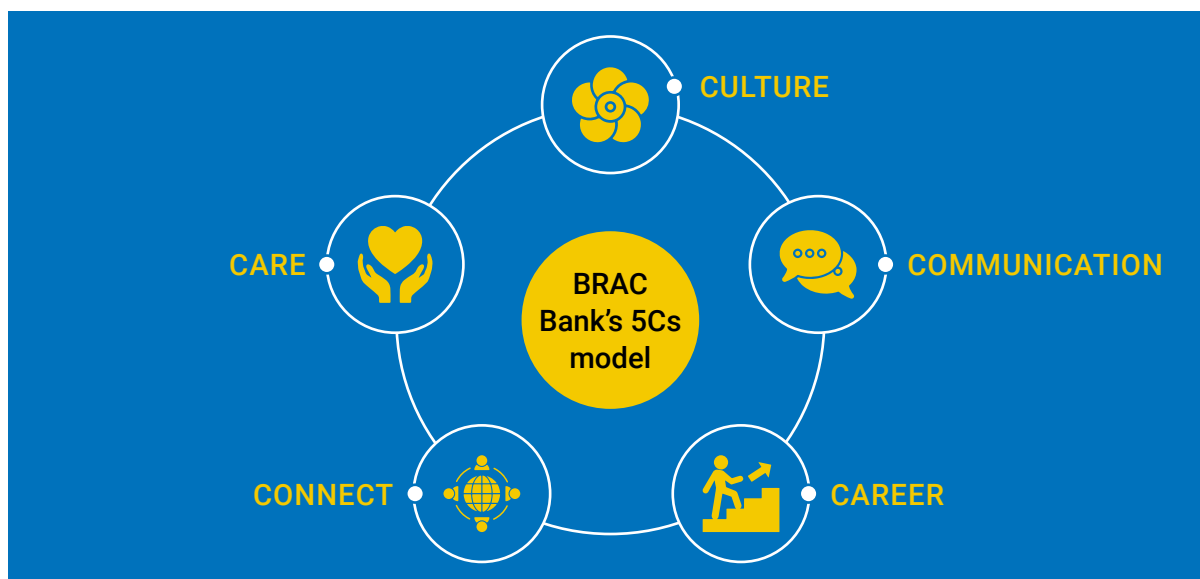 CULTURE
CARE
COMMUNICATION
BRAC
Bank’s 5Cs
model
CONNECT
CAREER